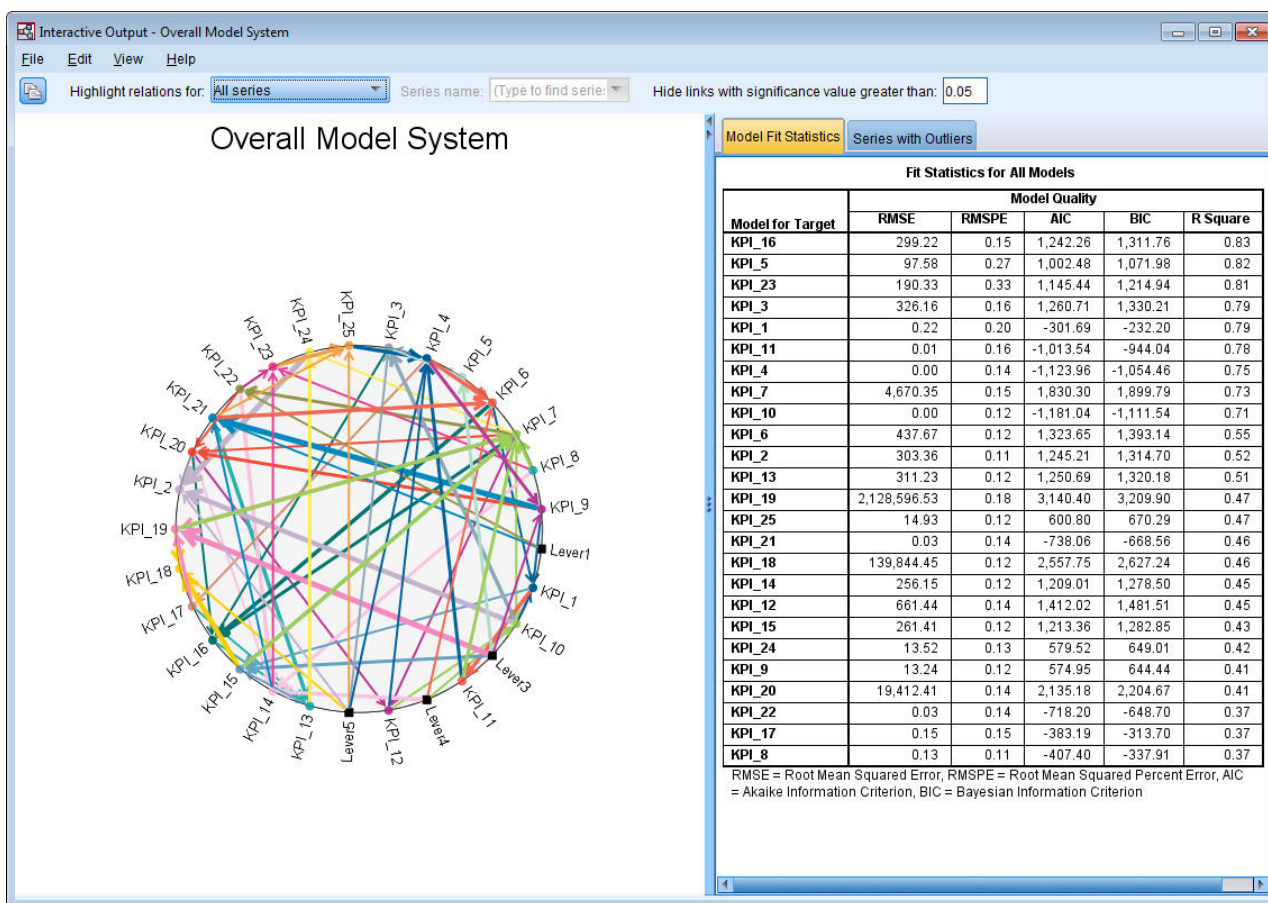 Interactive Output - Overall Model System
File Edit View Help
Highlight relations for: All series Series name: (Type to find serie: Hide links with significance value greater than: 0.05
Overall Model System
KPI_25
KPI_3
KPI_4
KPI_5
KPI_6
KPI_7
KPI_8
KPI_9
Lever1
KPI_1
KPI_10
Lever3
KPI_11
Lever4
KPI_12
Lever5
KPI_13
KPI_14
KPI_15
KPI_16
KPI_17
KPI_18
KPI_19
KPI_2
KPI_20
KPI_21
KPI_22
KPI_23
KPI_24
Model Fit Statistics Series with Outliers
Fit Statistics for All Models
Model Quality
Model for Target RMSE RMSPE AIC BIC R Square
KPI_16 299.22 0.15 1,242.26 1,311.76 0.83
KPI_5 97.58 0.27 1,002.48 1,071.98 0.82
KPI_23 190.33 0.33 1,145.44 1,214.94 0.81
KPI_3 326.16 0.16 1,260.71 1,330.21 0.79
KPI_1 0.22 0.20 -301.69 -232.20 0.79
KPI_11 0.01 0.16 -1,013.54 -944.04 0.78
KPI_4 0.00 0.14 -1,123.96 -1,054.46 0.75
KPI_7 4,670.35 0.15 1,830.30 1,899.79 0.73
KPI_10 0.00 0.12 -1,181.04 -1,111.54 0.71
KPI_6 437.67 0.12 1,323.65 1,393.14 0.55
KPI_2 303.36 0.11 1,245.21 1,314.70 0.52
KPI_13 311.23 0.12 1,250.69 1,320.18 0.51
KPI_19 2,128,596.53 0.18 3,140.40 3,209.90 0.47
KPI_25 14.93 0.12 600.80 670.29 0.47
KPI_21 0.03 0.14 -738.06 -668.56 0.46
KPI_18 139,844.45 0.12 2,557.75 2,627.24 0.46
KPI_14 256.15 0.12 1,209.01 1,278.50 0.45
KPI_12 661.44 0.14 1,412.02 1,481.51 0.45
KPI_15 261.41 0.12 1,213.36 1,282.85 0.43
KPI_24 13.52 0.13 579.52 649.01 0.42
KPI_9 13.24 0.12 574.95 644.44 0.41
KPI_20 19,412.41 0.14 2,135.18 2,204.67 0.41
KPI_22 0.03 0.14 -718.20 -648.70 0.37
KPI_17 0.15 0.15 -383.19 -313.70 0.37
KPI_8 0.13 0.11 -407.40 -337.91 0.37
RMSE = Root Mean Squared Error, RMSPE = Root Mean Squared Percent Error, AIC
= Akaike Information Criterion, BIC = Bayesian Information Criterion